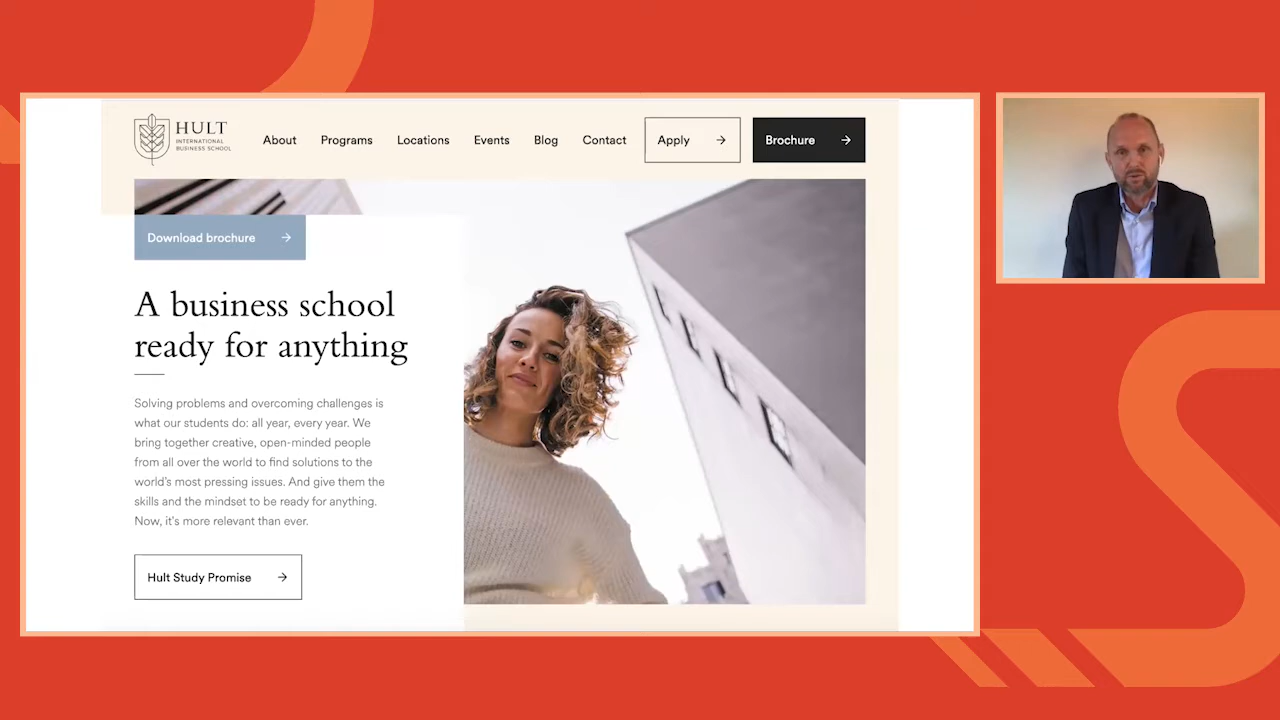 HULT
INTERNATIONAL
BUSINESS SCHOOL
About
Programs
Locations
Events
Blog
Contact
Apply
Brochure
Download brochure
A business school
ready for anything
Solving problems and overcoming challenges is
what our students do: all year, every year. We
bring together creative, open-minded people
from all over the world to find solutions to the
world's most pressing issues. And give them the
skills and the mindset to be ready for anything.
Now, it's more relevant than ever.
Hult Study Promise